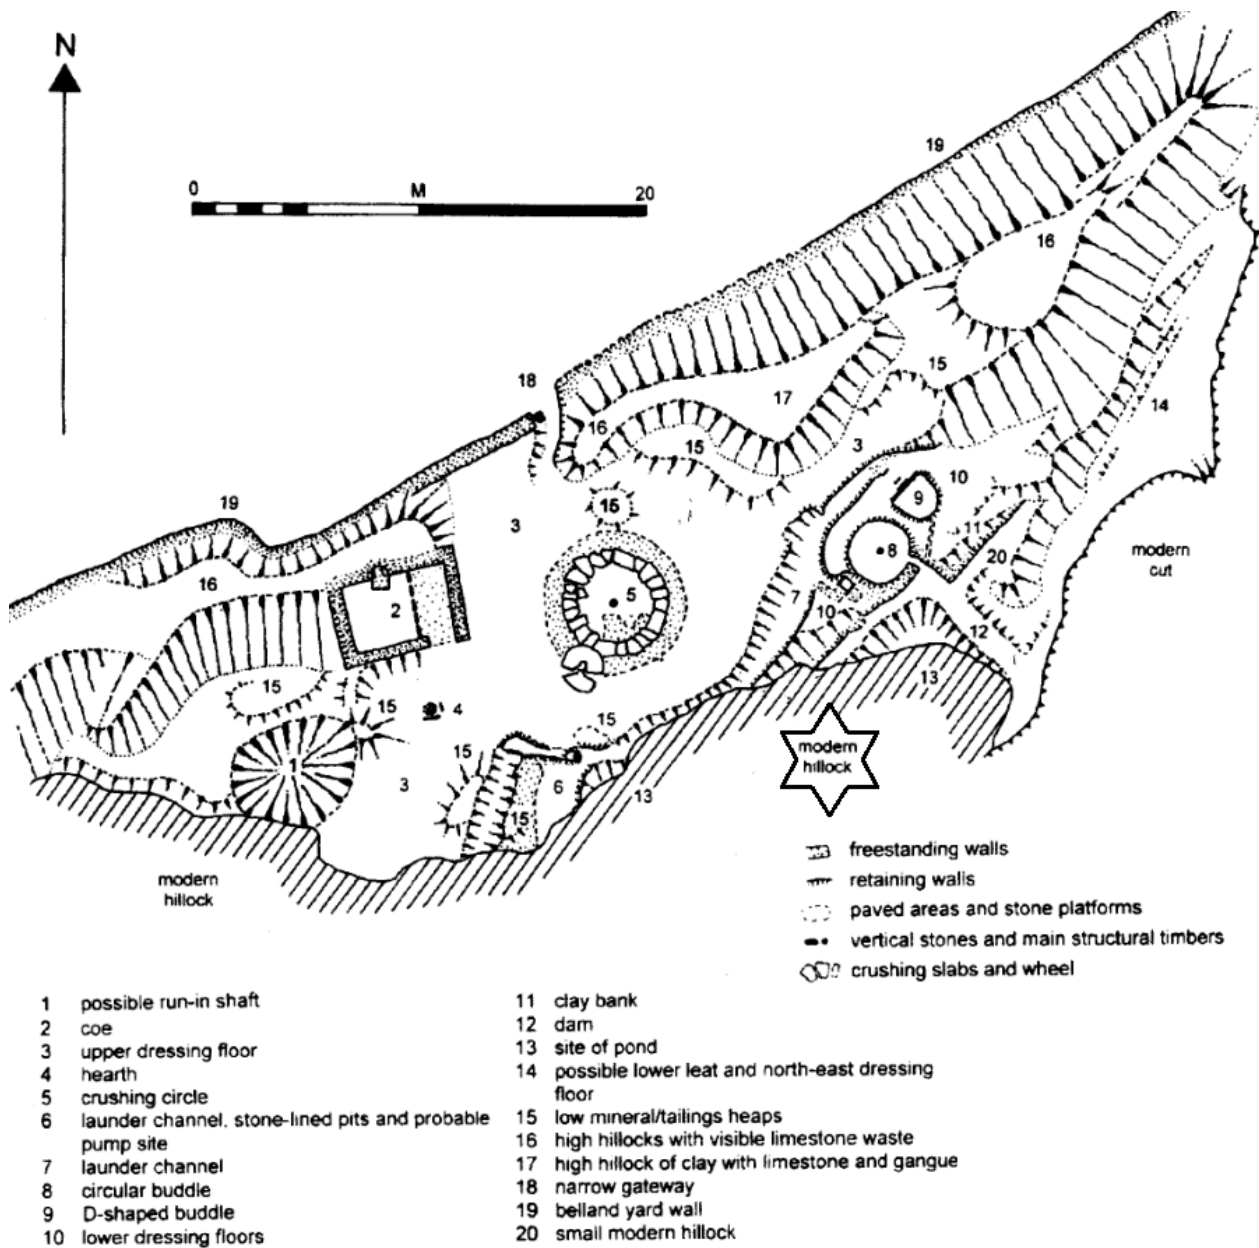 N
0 M 20
19
16
18
17
16
15
14
3
15
19
10
15
9
3
11
8
20
modern
cut
16
2
5
7
10
12
13
15
15
4
15
15
modern
hillock
1
3
6
13
15
modern
hillock
freestanding walls
retaining walls
paved areas and stone platforms
vertical stones and main structural timbers
crushing slabs and wheel
1 possible run-in shaft
2 coe
3 upper dressing floor
4 hearth
5 crushing circle
6 launder channel, stone-lined pits and probable
pump site
7 launder channel
8 circular buddle
9 D-shaped buddle
10 lower dressing floors
11 clay bank
12 dam
13 site of pond
14 possible lower leat and north-east dressing
floor
15 low mineral/tailings heaps
16 high hillocks with visible limestone waste
17 high hillock of clay with limestone and gangue
18 narrow gateway
19 belland yard wall
20 small modern hillock